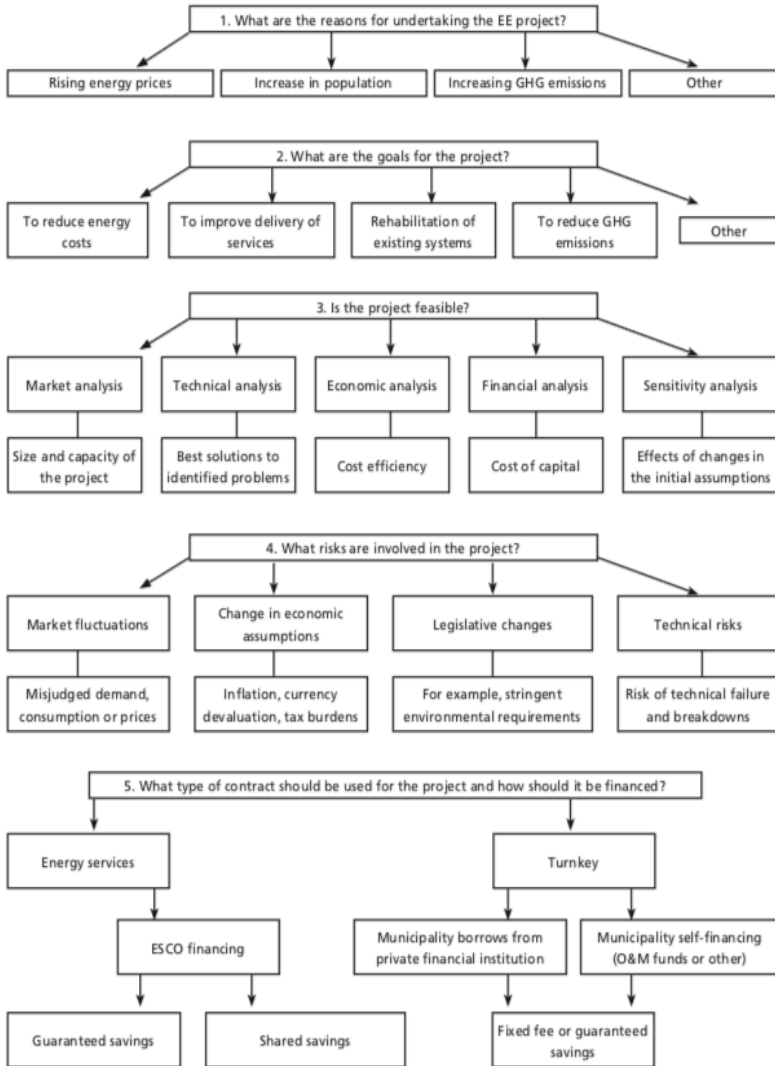 1. What are the reasons for undertaking the EE project?
Rising energy prices
Increase in population
Increasing GHG emissions
Other
2. What are the goals for the project?
To reduce energy
costs
To improve delivery of
services
Rehabilitation of
existing systems
To reduce GHG
emissions
Other
3. Is the project feasible?
Market analysis
Technical analysis
Economic analysis
Financial analysis
Sensitivity analysis
Size and capacity of
the project
Best solutions to
identified problems
Cost efficiency
Cost of capital
Effects of changes in
the initial assumptions
4. What risks are involved in the project?
Market fluctuations
Change in economic
assumptions
Legislative changes
Technical risks
Misjudged demand,
consumption or prices
Inflation, currency
devaluation, tax burdens
For example, stringent
environmental requirements
Risk of technical failure
and breakdowns
5. What type of contract should be used for the project and how should it be financed?
Energy services
Turnkey
ESCO financing
Municipality borrows from
private financial institution
Municipality self-financing
(O&M funds or other)
Guaranteed savings
Shared savings
Fixed fee or guaranteed
savings